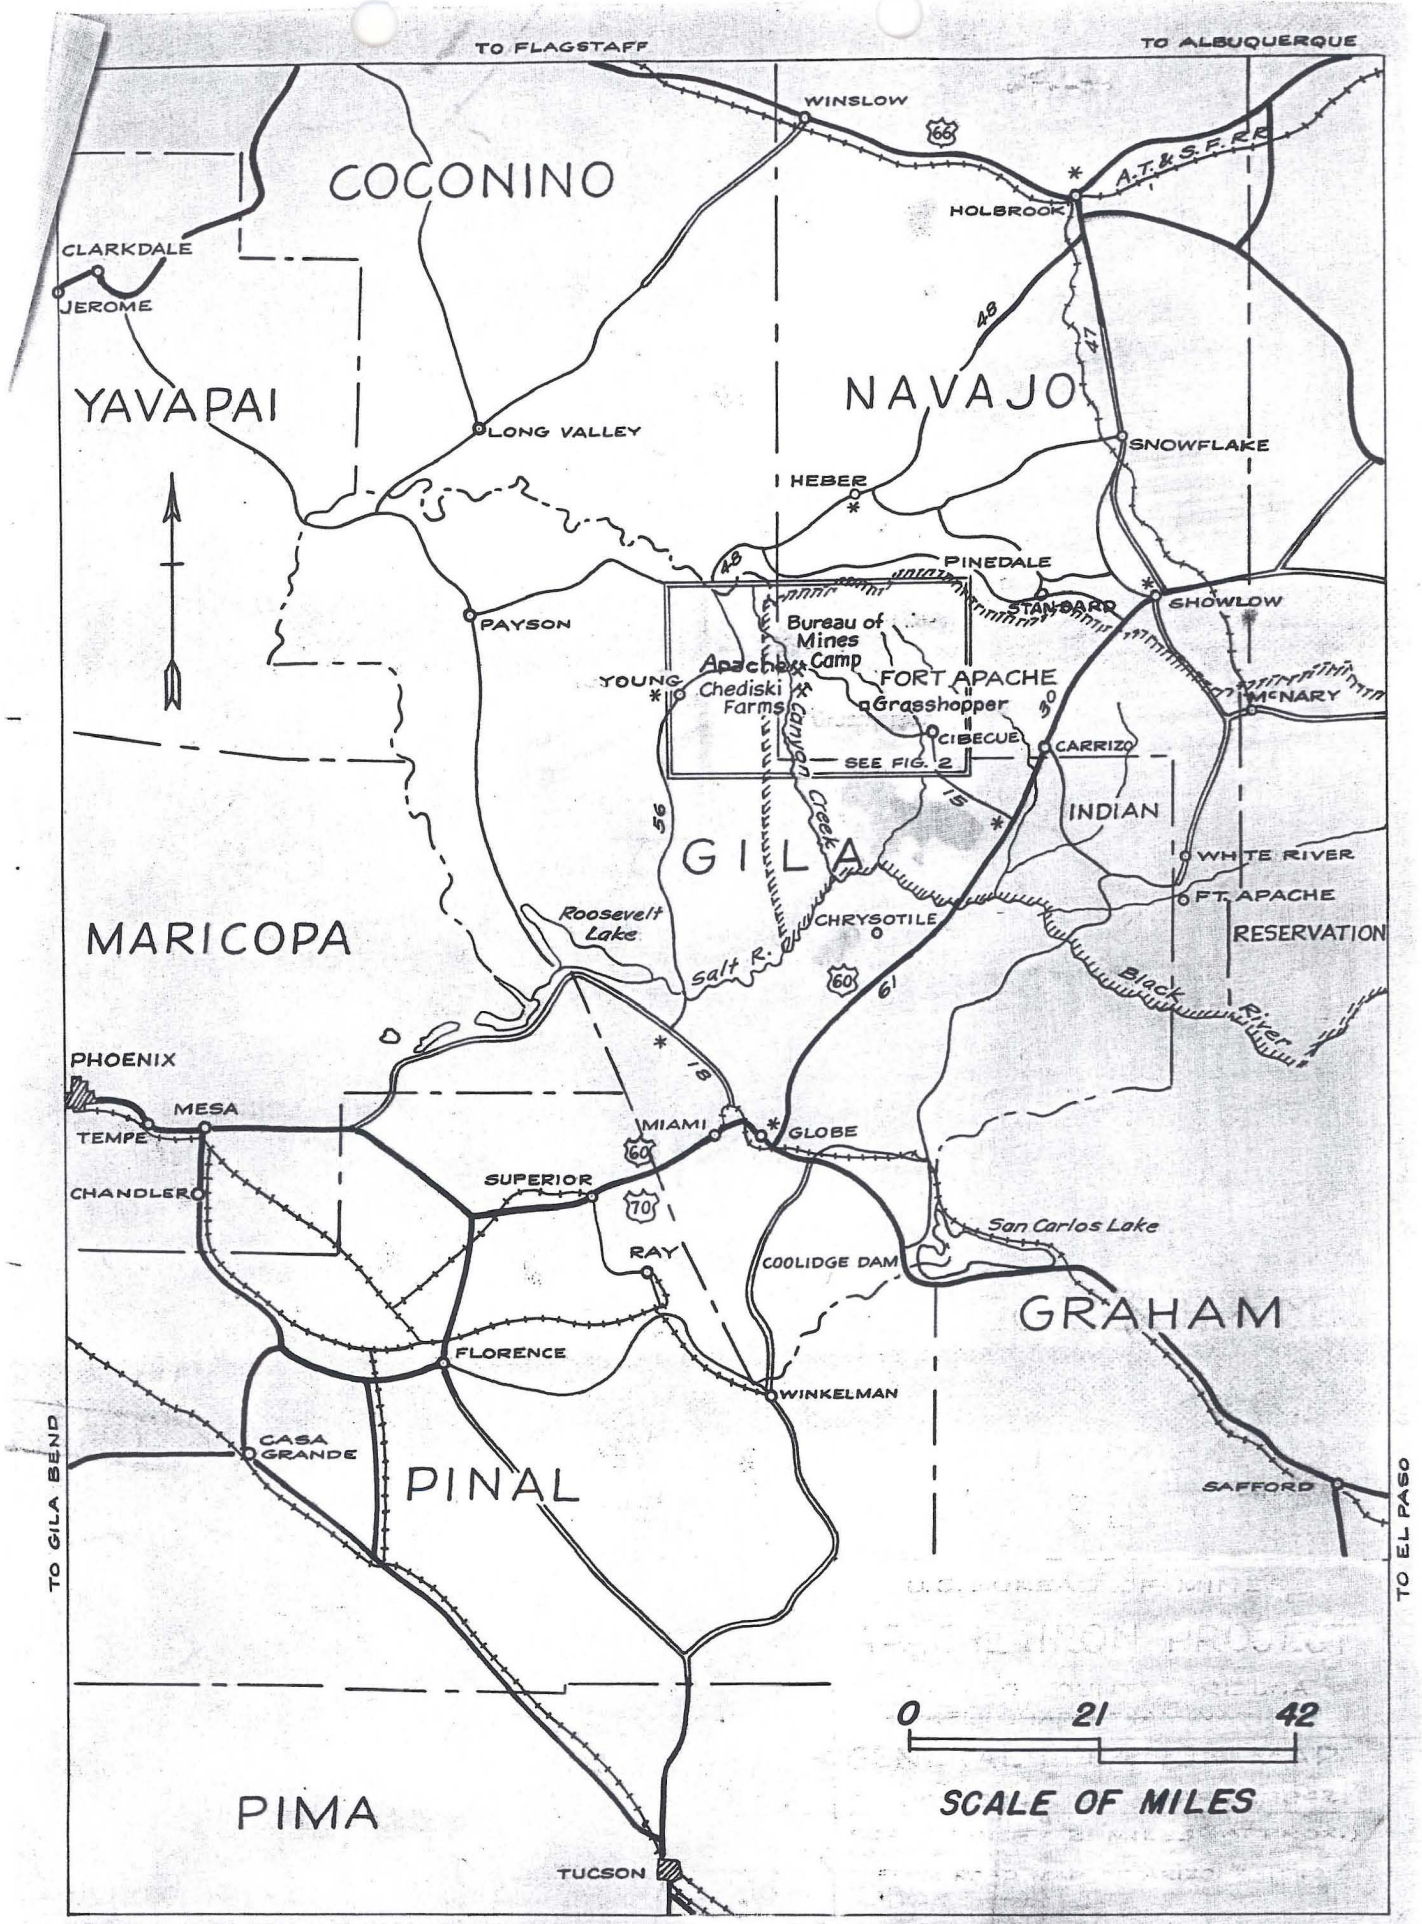 TO FLAGSTAFF
TO ALBUQUERQUE
WINSLOW
66
COCONINO
A.T. & S.F. R.R.
*
HOLBROOK
CLARKDALE
JEROME
48
47
YAVAPAI
NAVAJO
LONG VALLEY
SNOWFLAKE
HEBER
*
48
PINEDALE
*
STANDARD
SHOWLOW
PAYSON
Bureau of
Mines
Camp
Apache
YOUNG
*
Chediski
Farms
FORT APACHE
Grasshopper
McNARY
30
Canyon
Creek
CIBECUE
CARRIZO
SEE FIG. 2
15
56
*
INDIAN
GILA
WHITE RIVER
FT. APACHE
Roosevelt
Lake
CHRYSOTILE
MARICOPA
RESERVATION
Salt R.
60
61
Black
River
*
18
PHOENIX
MESA
TEMPE
MIAMI
*
GLOBE
60
SUPERIOR
CHANDLER
70
San Carlos Lake
RAY
COOLIDGE DAM
GRAHAM
FLORENCE
WINKELMAN
TO GILA BEND
CASA
GRANDE
PINAL
SAFFORD
TO EL PASO
0 21 42
SCALE OF MILES
PIMA
TUCSON